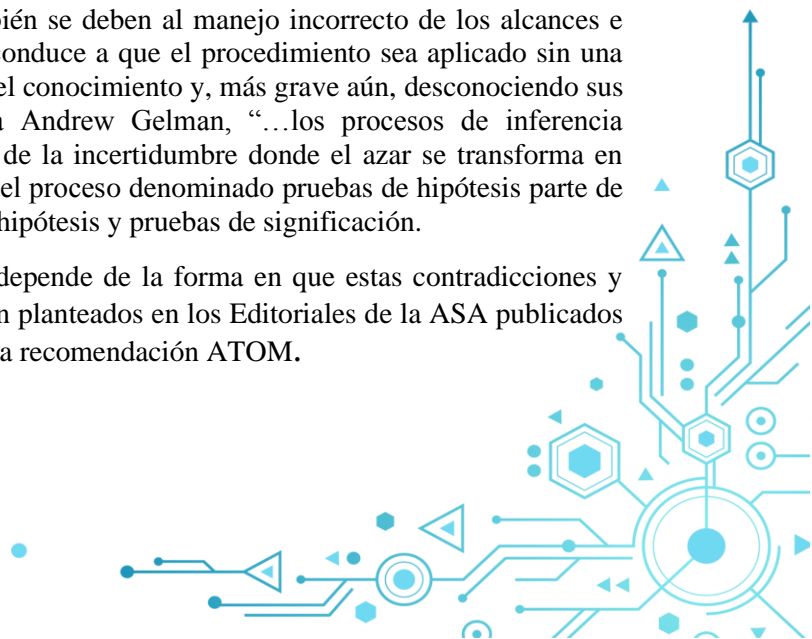 bién se deben al manejo incorrecto de los alcances e
conduce a que el procedimiento sea aplicado sin una
el conocimiento y, más grave aún, desconociendo sus
a Andrew Gelman, “…los procesos de inferencia
de la incertidumbre donde el azar se transforma en
el proceso denominado pruebas de hipótesis parte de
hipótesis y pruebas de significación.
depende de la forma en que estas contradicciones y
n planteados en los Editoriales de la ASA publicados
a recomendación ATOM.